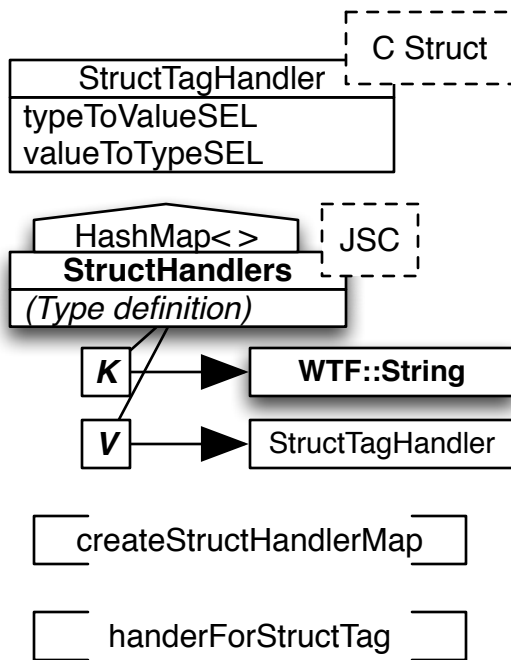 C Struct
StructTagHandler
typeToValueSEL
valueToTypeSEL
HashMap< >
JSC
StructHandlers
(Type definition)
K
WTF::String
V
StructTagHandler
createStructHandlerMap
handerForStructTag